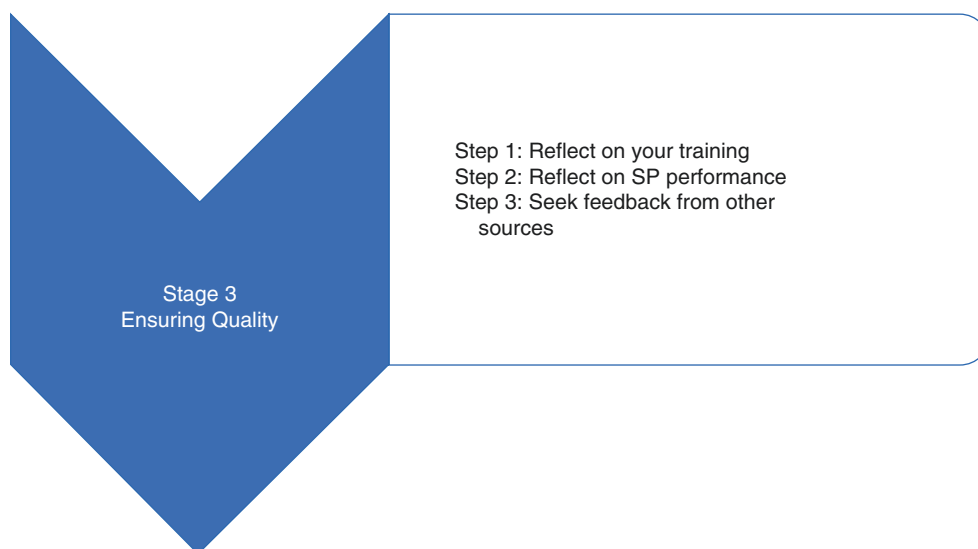 Stage 3
Ensuring Quality
Step 1: Reflect on your training
Step 2: Reflect on SP performance
Step 3: Seek feedback from other
sources